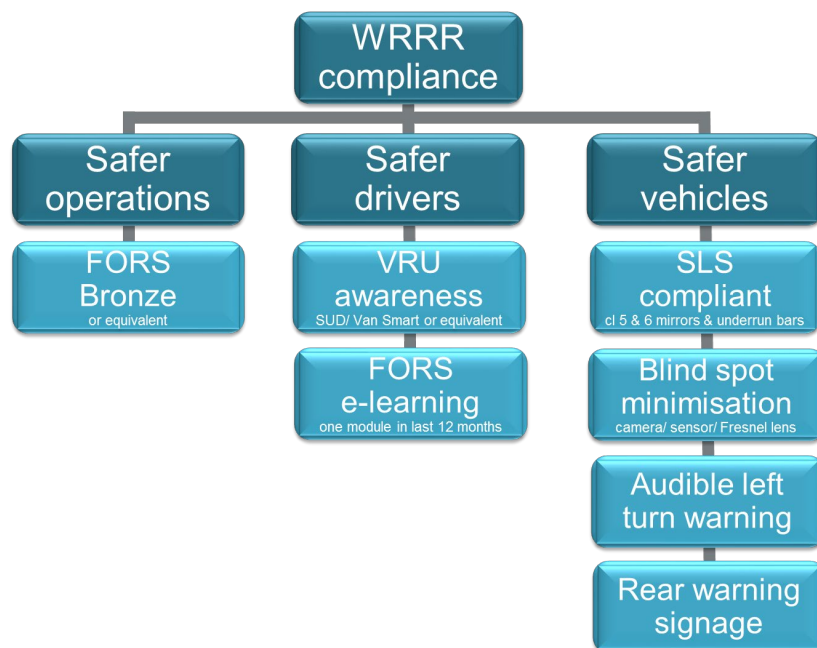 WRRR
compliance
Safer
operations
Safer
drivers
Safer
vehicles
FORS
Bronze
or equivalent
VRU
awareness
SUD/ Van Smart or equivalent
SLS
compliant
cl 5 & 6 mirrors & underrun bars
FORS
e-learning
one module in last 12 months
Blind spot
minimisation
camera/ sensor/ Fresnel lens
Audible left
turn warning
Rear warning
signage